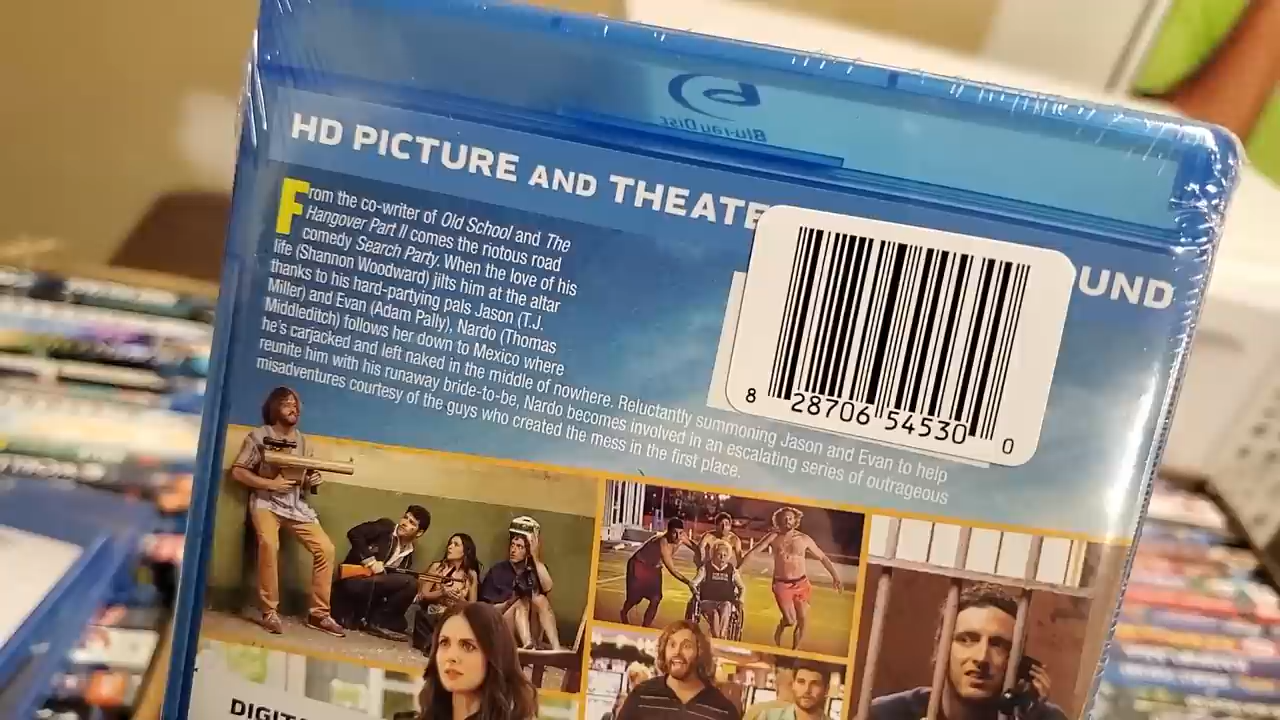 Blu-ray Disc
HD PICTURE AND THEATE UND
From the co-writer of Old School and The
Hangover Part II comes the riotous road
comedy Search Party. When the love of his
life (Shannon Woodward) jilts him at the altar
thanks to his hard-partying pals Jason (T.J.
Miller) and Evan (Adam Pally), Nardo (Thomas
Middleditch) follows her down to Mexico where
he's carjacked and left naked in the middle of nowhere. Reluctantly summoning Jason and Evan to help
reunite him with his runaway bride-to-be, Nardo becomes involved in an escalating series of outrageous
misadventures courtesy of the guys who created the mess in the first place.
8 28706 54530 0
DIGIT